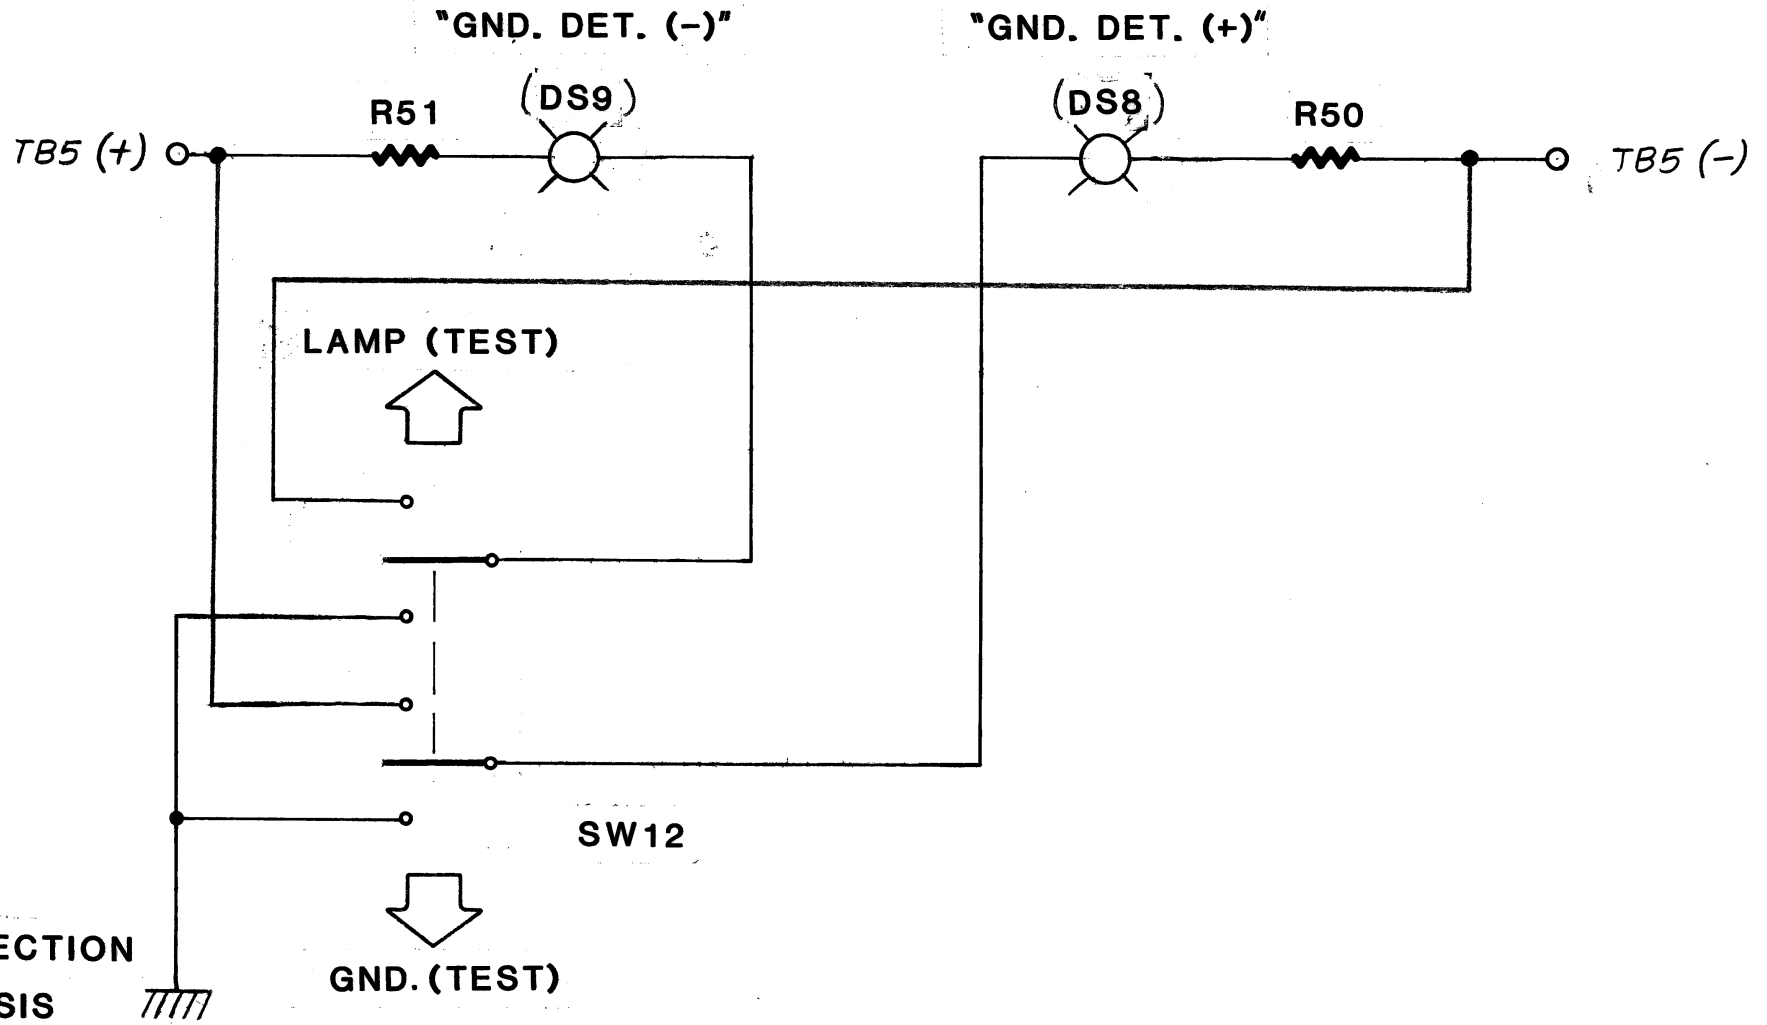 "GND. DET. (-)"
"GND. DET. (+)"
R51
(DS9)
(DS8)
R50
TB5 (+)
TB5 (-)
LAMP (TEST)
SW12
GND. (TEST)
ECTION
SIS